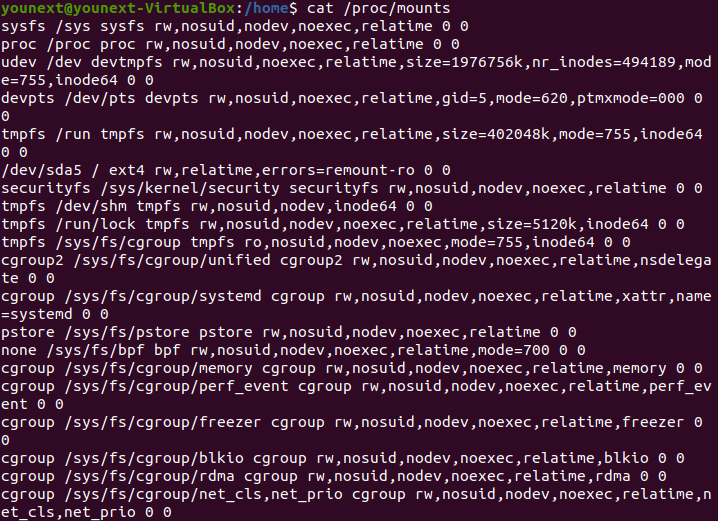 younext@younext-VirtualBox:/home$ cat /proc/mounts
sysfs /sys sysfs rw,nosuid,nodev,noexec,relatime 0 0
proc /proc proc rw,nosuid,nodev,noexec,relatime 0 0
udev /dev devtmpfs rw,nosuid,noexec,relatime,size=1976756k,nr_inodes=494189,mod
e=755,inode64 0 0
devpts /dev/pts devpts rw,nosuid,noexec,relatime,gid=5,mode=620,ptmxmode=000 0
0
tmpfs /run tmpfs rw,nosuid,nodev,noexec,relatime,size=402048k,mode=755,inode64
0 0
/dev/sda5 / ext4 rw,relatime,errors=remount-ro 0 0
securityfs /sys/kernel/security securityfs rw,nosuid,nodev,noexec,relatime 0 0
tmpfs /dev/shm tmpfs rw,nosuid,nodev,inode64 0 0
tmpfs /run/lock tmpfs rw,nosuid,nodev,noexec,relatime,size=5120k,inode64 0 0
tmpfs /sys/fs/cgroup tmpfs ro,nosuid,nodev,noexec,mode=755,inode64 0 0
cgroup2 /sys/fs/cgroup/unified cgroup2 rw,nosuid,nodev,noexec,relatime,nsdelega
te 0 0
cgroup /sys/fs/cgroup/systemd cgroup rw,nosuid,nodev,noexec,relatime,xattr,name
=systemd 0 0
pstore /sys/fs/pstore pstore rw,nosuid,nodev,noexec,relatime 0 0
none /sys/fs/bpf bpf rw,nosuid,nodev,noexec,relatime,mode=700 0 0
cgroup /sys/fs/cgroup/memory cgroup rw,nosuid,nodev,noexec,relatime,memory 0 0
cgroup /sys/fs/cgroup/perf_event cgroup rw,nosuid,nodev,noexec,relatime,perf_ev
ent 0 0
cgroup /sys/fs/cgroup/freezer cgroup rw,nosuid,nodev,noexec,relatime,freezer 0
0
cgroup /sys/fs/cgroup/blkio cgroup rw,nosuid,nodev,noexec,relatime,blkio 0 0
cgroup /sys/fs/cgroup/rdma cgroup rw,nosuid,nodev,noexec,relatime,rdma 0 0
cgroup /sys/fs/cgroup/net_cls,net_prio cgroup rw,nosuid,nodev,noexec,relatime,n
et_cls,net_prio 0 0